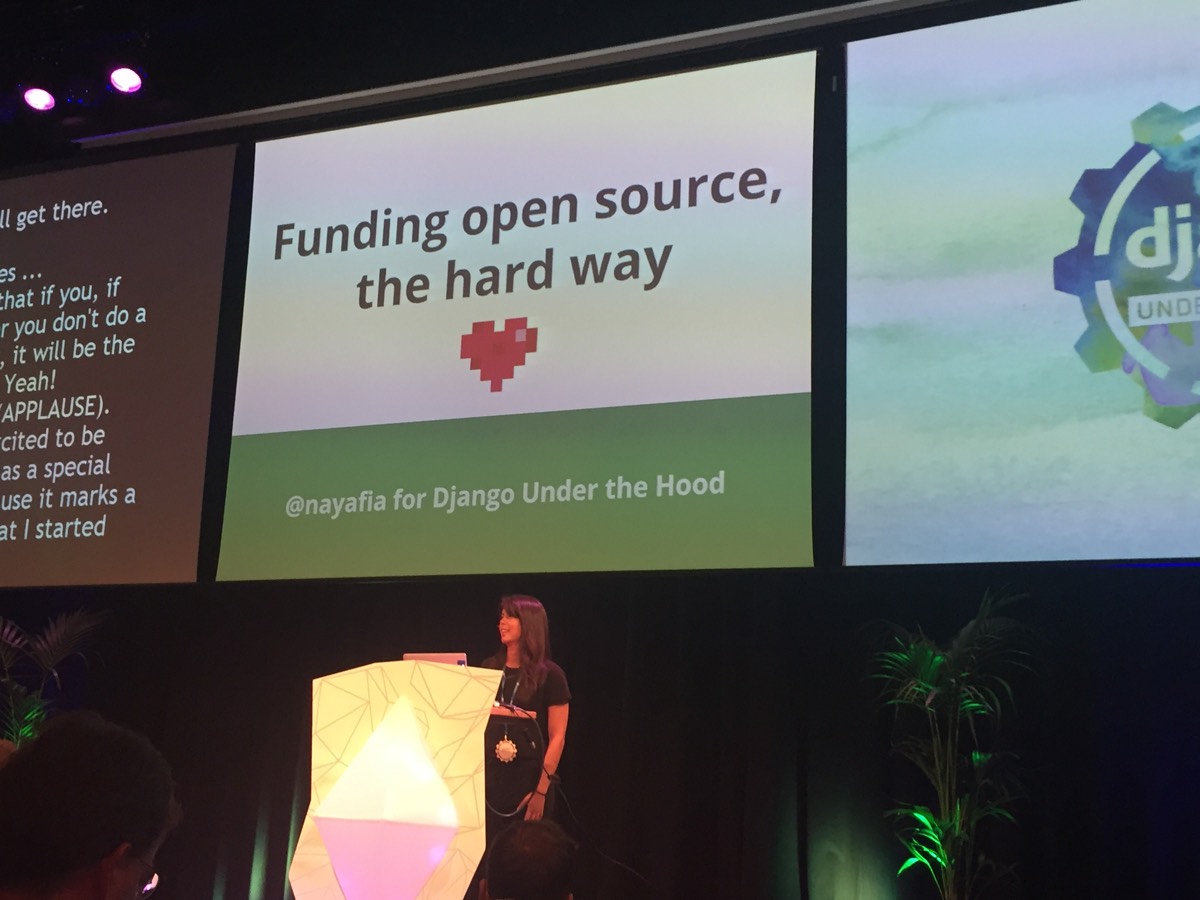 ll get there.
es ...
that if you, if
r you don't do a
, it will be the
Yeah!
(APPLAUSE).
cited to be
as a special
use it marks a
at I started
Funding open source,
the hard way
@nayafia for Django Under the Hood
dj
UNDE